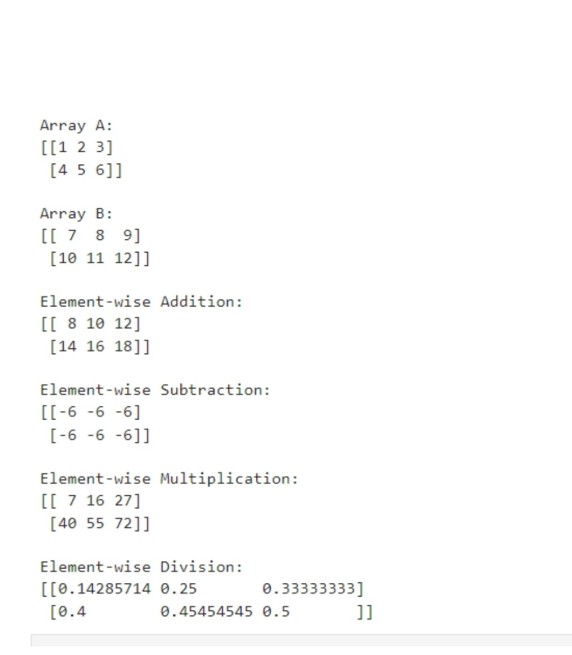 Array A:
[[1 2 3]
 [4 5 6]]
Array B:
[[ 7  8  9]
 [10 11 12]]
Element-wise Addition:
[[ 8 10 12]
 [14 16 18]]
Element-wise Subtraction:
[[-6 -6 -6]
 [-6 -6 -6]]
Element-wise Multiplication:
[[ 7 16 27]
 [40 55 72]]
Element-wise Division:
[[0.14285714 0.25       0.33333333]
 [0.4        0.45454545 0.5       ]]